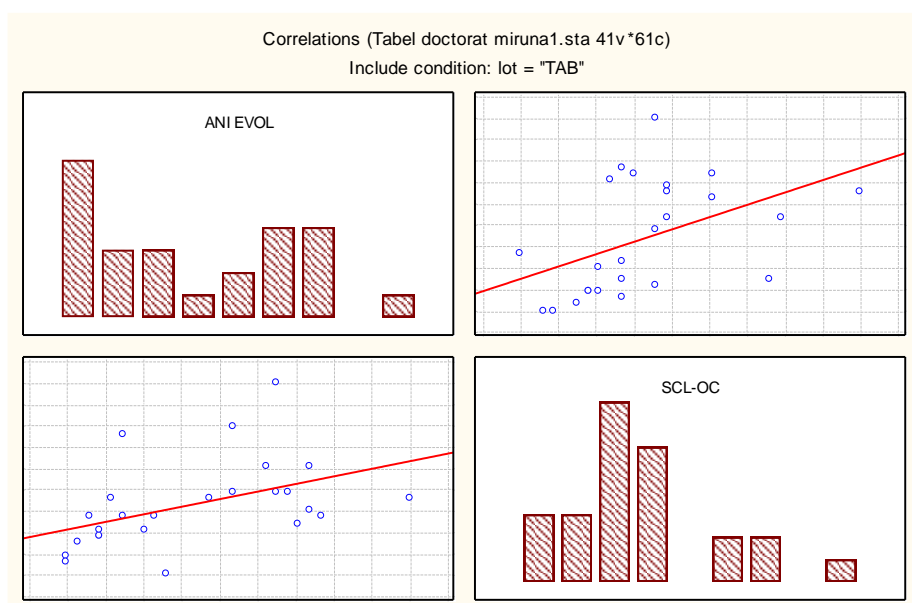 Correlations (Tabel doctorat miruna1.sta 41v*61c)
Include condition: lot = "TAB"
ANI EVOL
SCL-OC